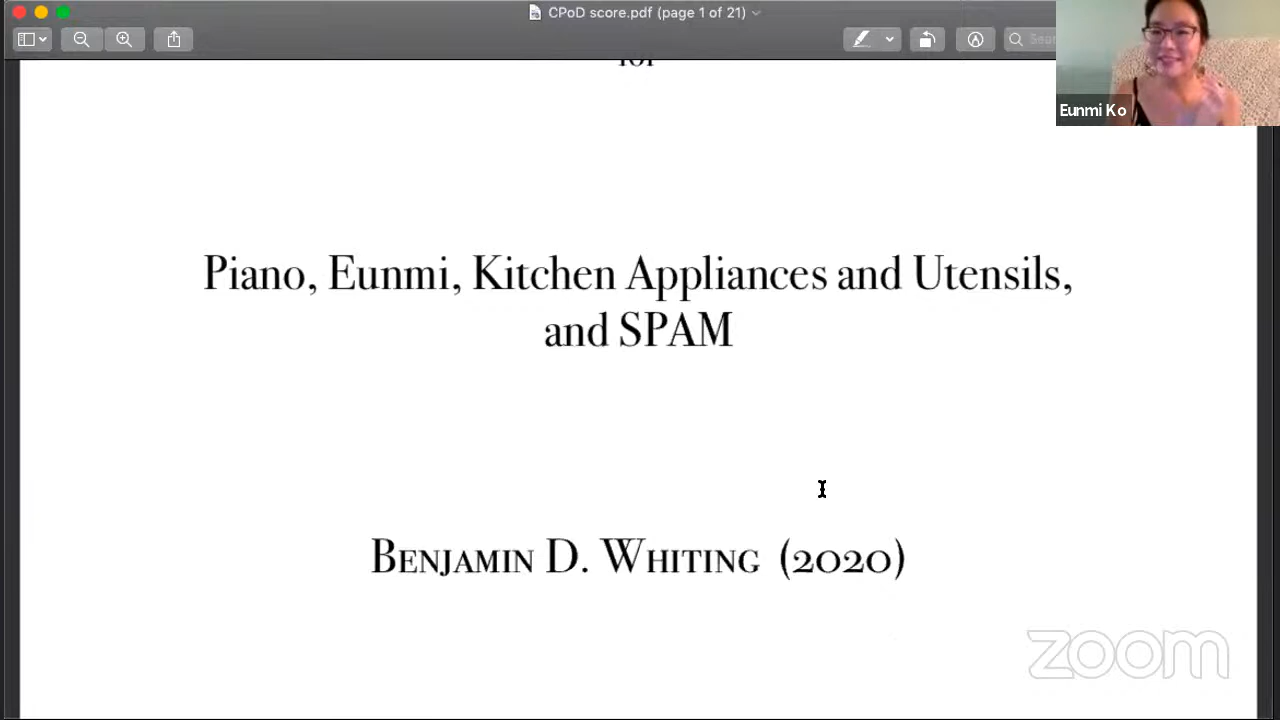 CPoD score.pdf (page 1 of 21)
Eunmi Ko
for
Piano, Eunmi, Kitchen Appliances and Utensils,
and SPAM
Benjamin D. Whiting (2020)
zoom